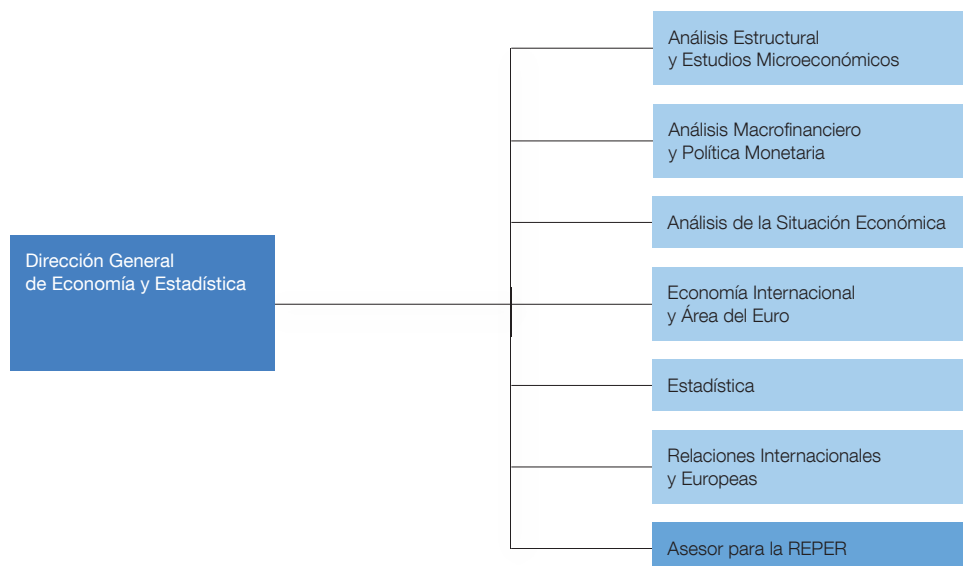 Análisis Estructural
y Estudios Microeconómicos
Análisis Macrofinanciero
y Política Monetaria
Análisis de la Situación Económica
Dirección General
de Economía y Estadística
Economía Internacional
y Área del Euro
Estadística
Relaciones Internacionales
y Europeas
Asesor para la REPER